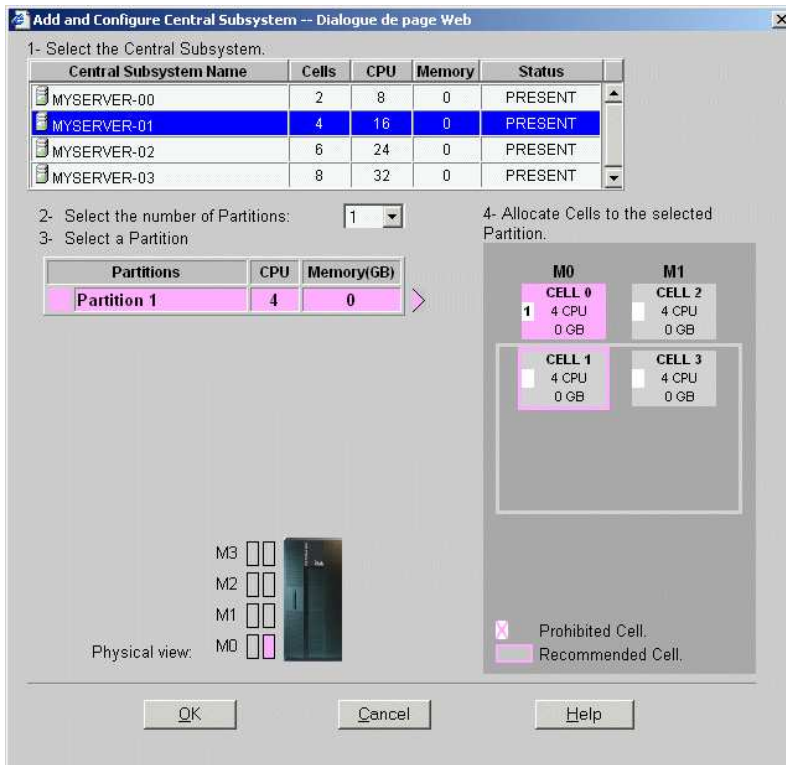 Add and Configure Central Subsystem -- Dialogue de page Web
1- Select the Central Subsystem.
Central Subsystem Name Cells CPU Memory Status
MYSERVER-00 2 8 0 PRESENT
MYSERVER-01 4 16 0 PRESENT
MYSERVER-02 6 24 0 PRESENT
MYSERVER-03 8 32 0 PRESENT
2- Select the number of Partitions: 1
3- Select a Partition
Partitions CPU Memory(GB)
Partition 1 4 0
4- Allocate Cells to the selected
Partition.
M0 M1
CELL 0 CELL 2
1 4 CPU 4 CPU
0 GB 0 GB
CELL 1 CELL 3
4 CPU 4 CPU
0 GB 0 GB
M3
M2
M1
Physical view: M0
Prohibited Cell.
Recommended Cell.
OK Cancel Help